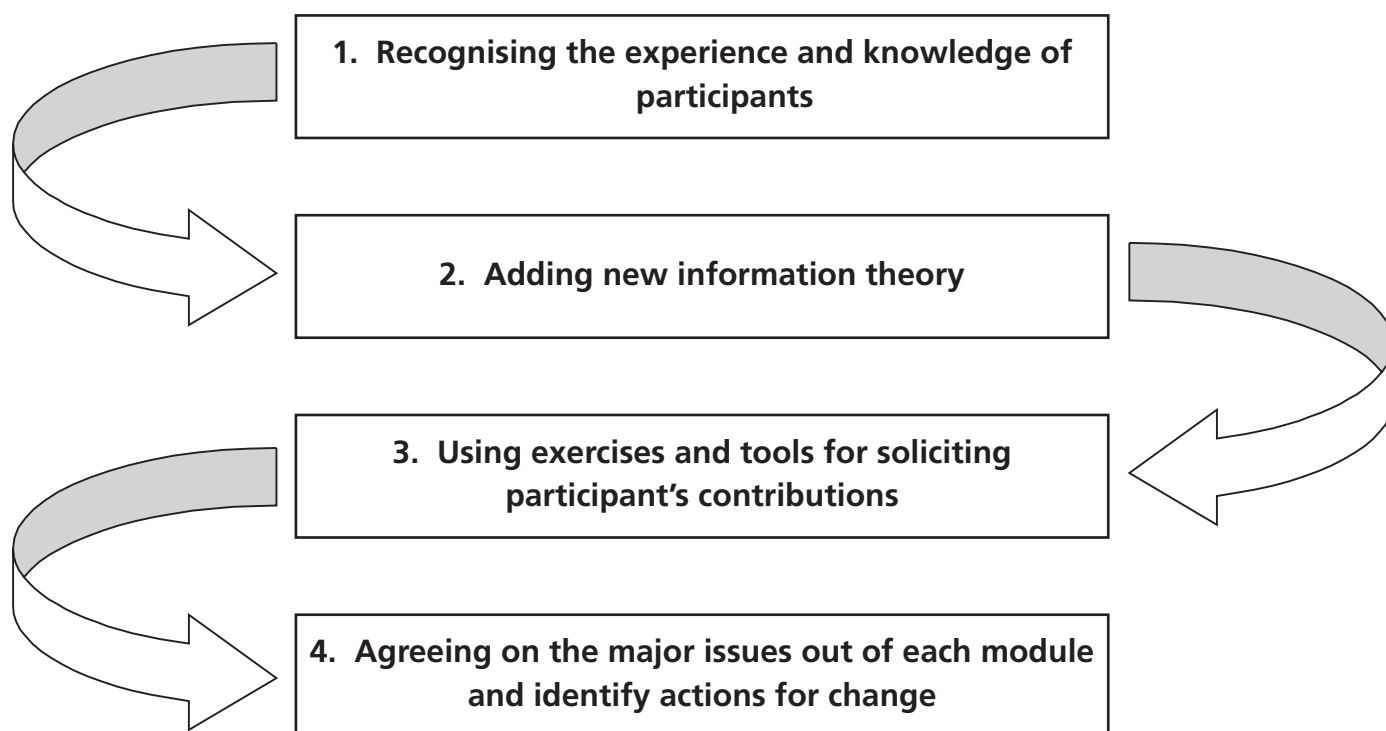 1. Recognising the experience and knowledge of
participants
2. Adding new information theory
3. Using exercises and tools for soliciting
participant’s contributions
4. Agreeing on the major issues out of each module
and identify actions for change